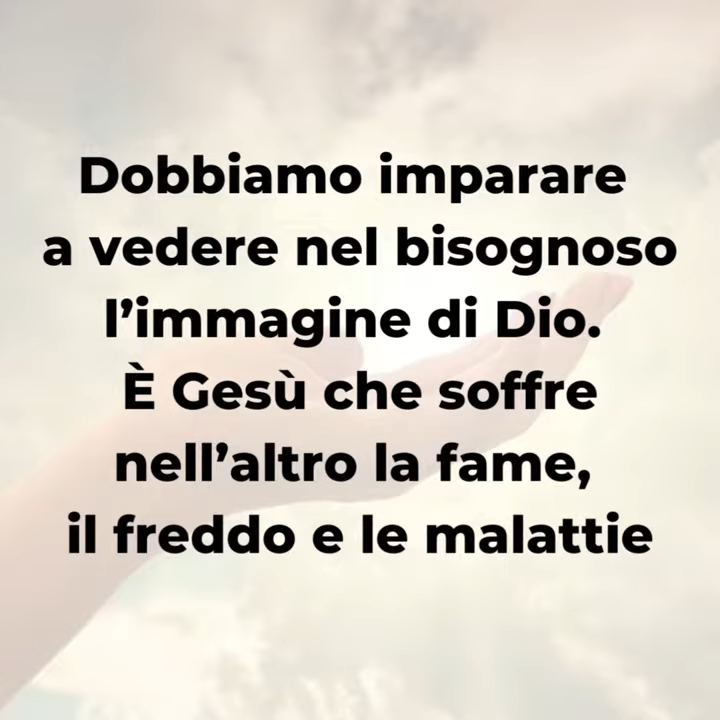 Dobbiamo imparare
a vedere nel bisognoso
l’immagine di Dio.
È Gesù che soffre
nell’altro la fame,
il freddo e le malattie